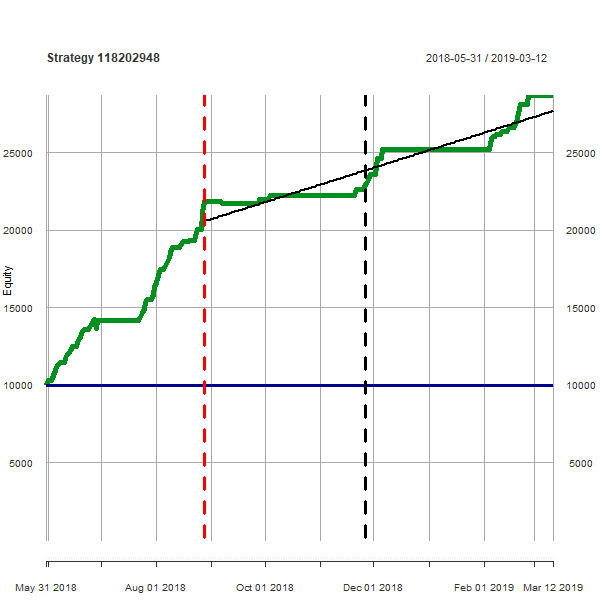 Strategy 118202948 2018-05-31 / 2019-03-12
25000 25000
20000 20000
Equity
15000 15000
10000 10000
5000 5000
May 31 2018 Aug 01 2018 Oct 01 2018 Dec 01 2018 Feb 01 2019 Mar 12 2019